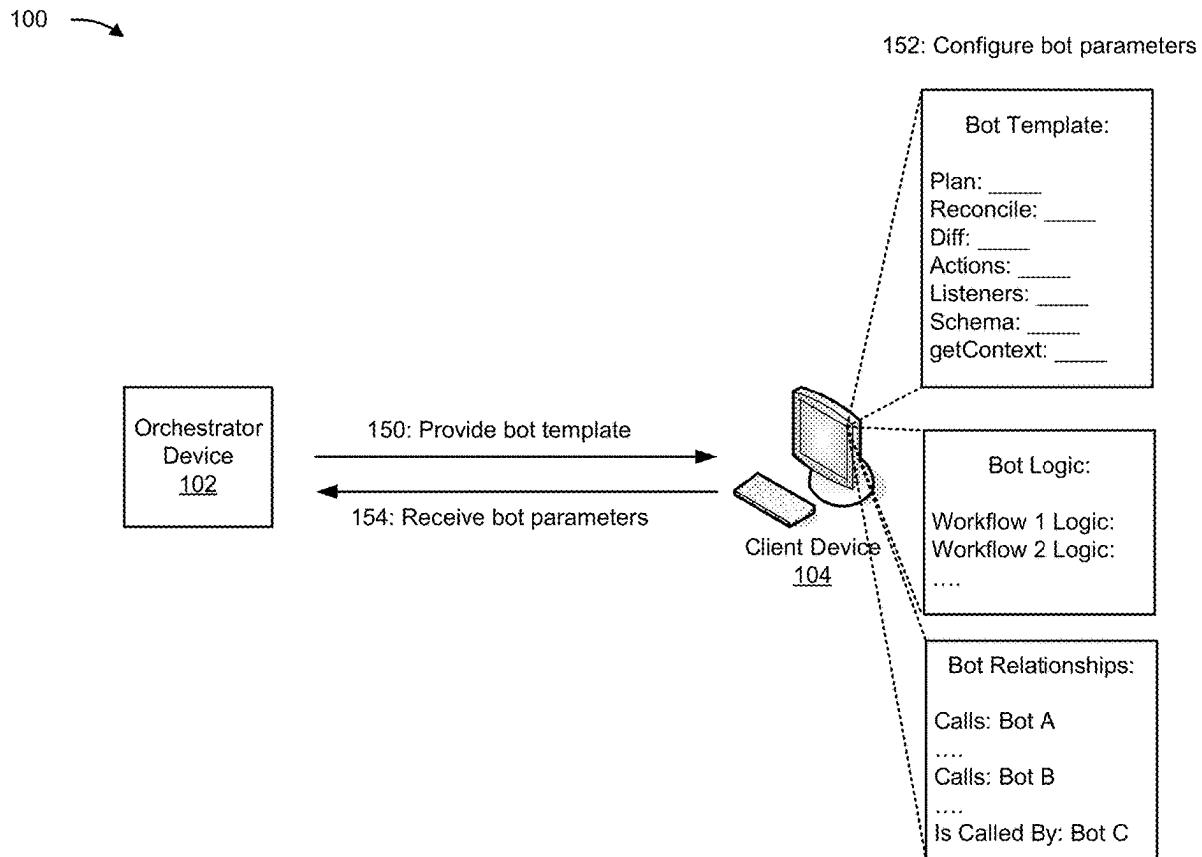 100
152: Configure bot parameters
Bot Template:
Plan: _____
Reconcile: _____
Diff: _____
Actions: _____
Listeners: _____
Schema: _____
getContext: _____
Orchestrator
Device
102
150: Provide bot template
154: Receive bot parameters
Client Device
104
Bot Logic:
Workflow 1 Logic:
Workflow 2 Logic:
....
Bot Relationships:
Calls: Bot A
....
Calls: Bot B
....
Is Called By: Bot C